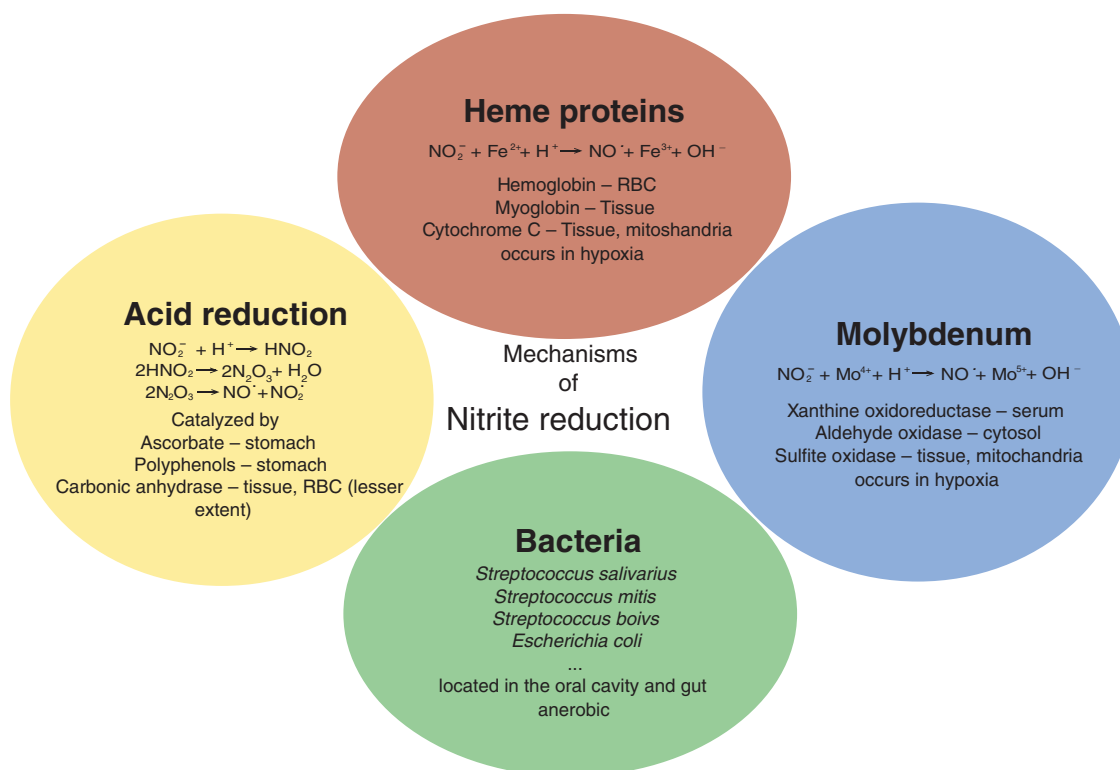 Heme proteins
NO₂⁻ + Fe²⁺+ H⁺ → NO˙+ Fe³⁺+ OH⁻
Hemoglobin – RBC
Myoglobin – Tissue
Cytochrome C – Tissue, mitoshandria
occurs in hypoxia
Acid reduction
NO₂⁻ + H⁺ → HNO₂
2HNO₂ → 2N₂O₃+ H₂O
2N₂O₃ → NO˙+NO₂˙
Catalyzed by
Ascorbate – stomach
Polyphenols – stomach
Carbonic anhydrase – tissue, RBC (lesser
extent)
Mechanisms
of
Nitrite reduction
Molybdenum
NO₂⁻ + Mo⁴⁺+ H⁺ → NO˙+ Mo⁵⁺+ OH⁻
Xanthine oxidoreductase – serum
Aldehyde oxidase – cytosol
Sulfite oxidase – tissue, mitochandria
occurs in hypoxia
Bacteria
Streptococcus salivarius
Streptococcus mitis
Streptococcus boivs
Escherichia coli
...
located in the oral cavity and gut
anerobic